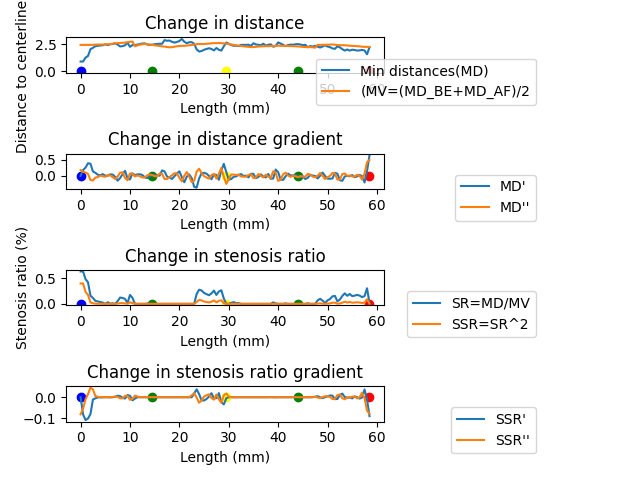 Change in distance
Distance to centerline
2.5
0.0
0 10 20 30 40 50
Length (mm)
Min distances(MD)
(MV=(MD_BE+MD_AF)/2
Change in distance gradient
0.5
0.0
0 10 20 30 40 50 60
Length (mm)
MD'
MD''
Change in stenosis ratio
Stenosis ratio (%)
0.5
0.0
0 10 20 30 40 50 60
Length (mm)
SR=MD/MV
SSR=SR^2
Change in stenosis ratio gradient
0.0
−0.1
0 10 20 30 40 50 60
Length (mm)
SSR'
SSR''